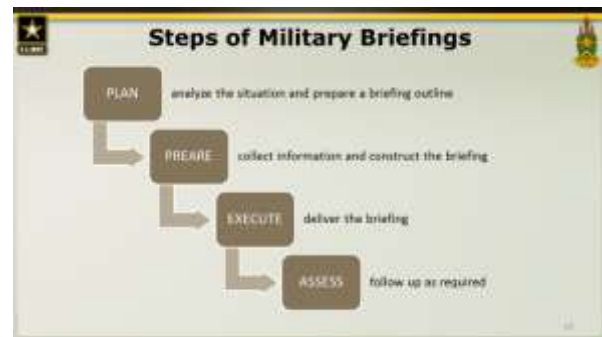 Steps of Military Briefings
PLAN analyze the situation and prepare a briefing outline
PREARE collect information and construct the briefing
EXECUTE deliver the briefing
ASSESS follow up as required